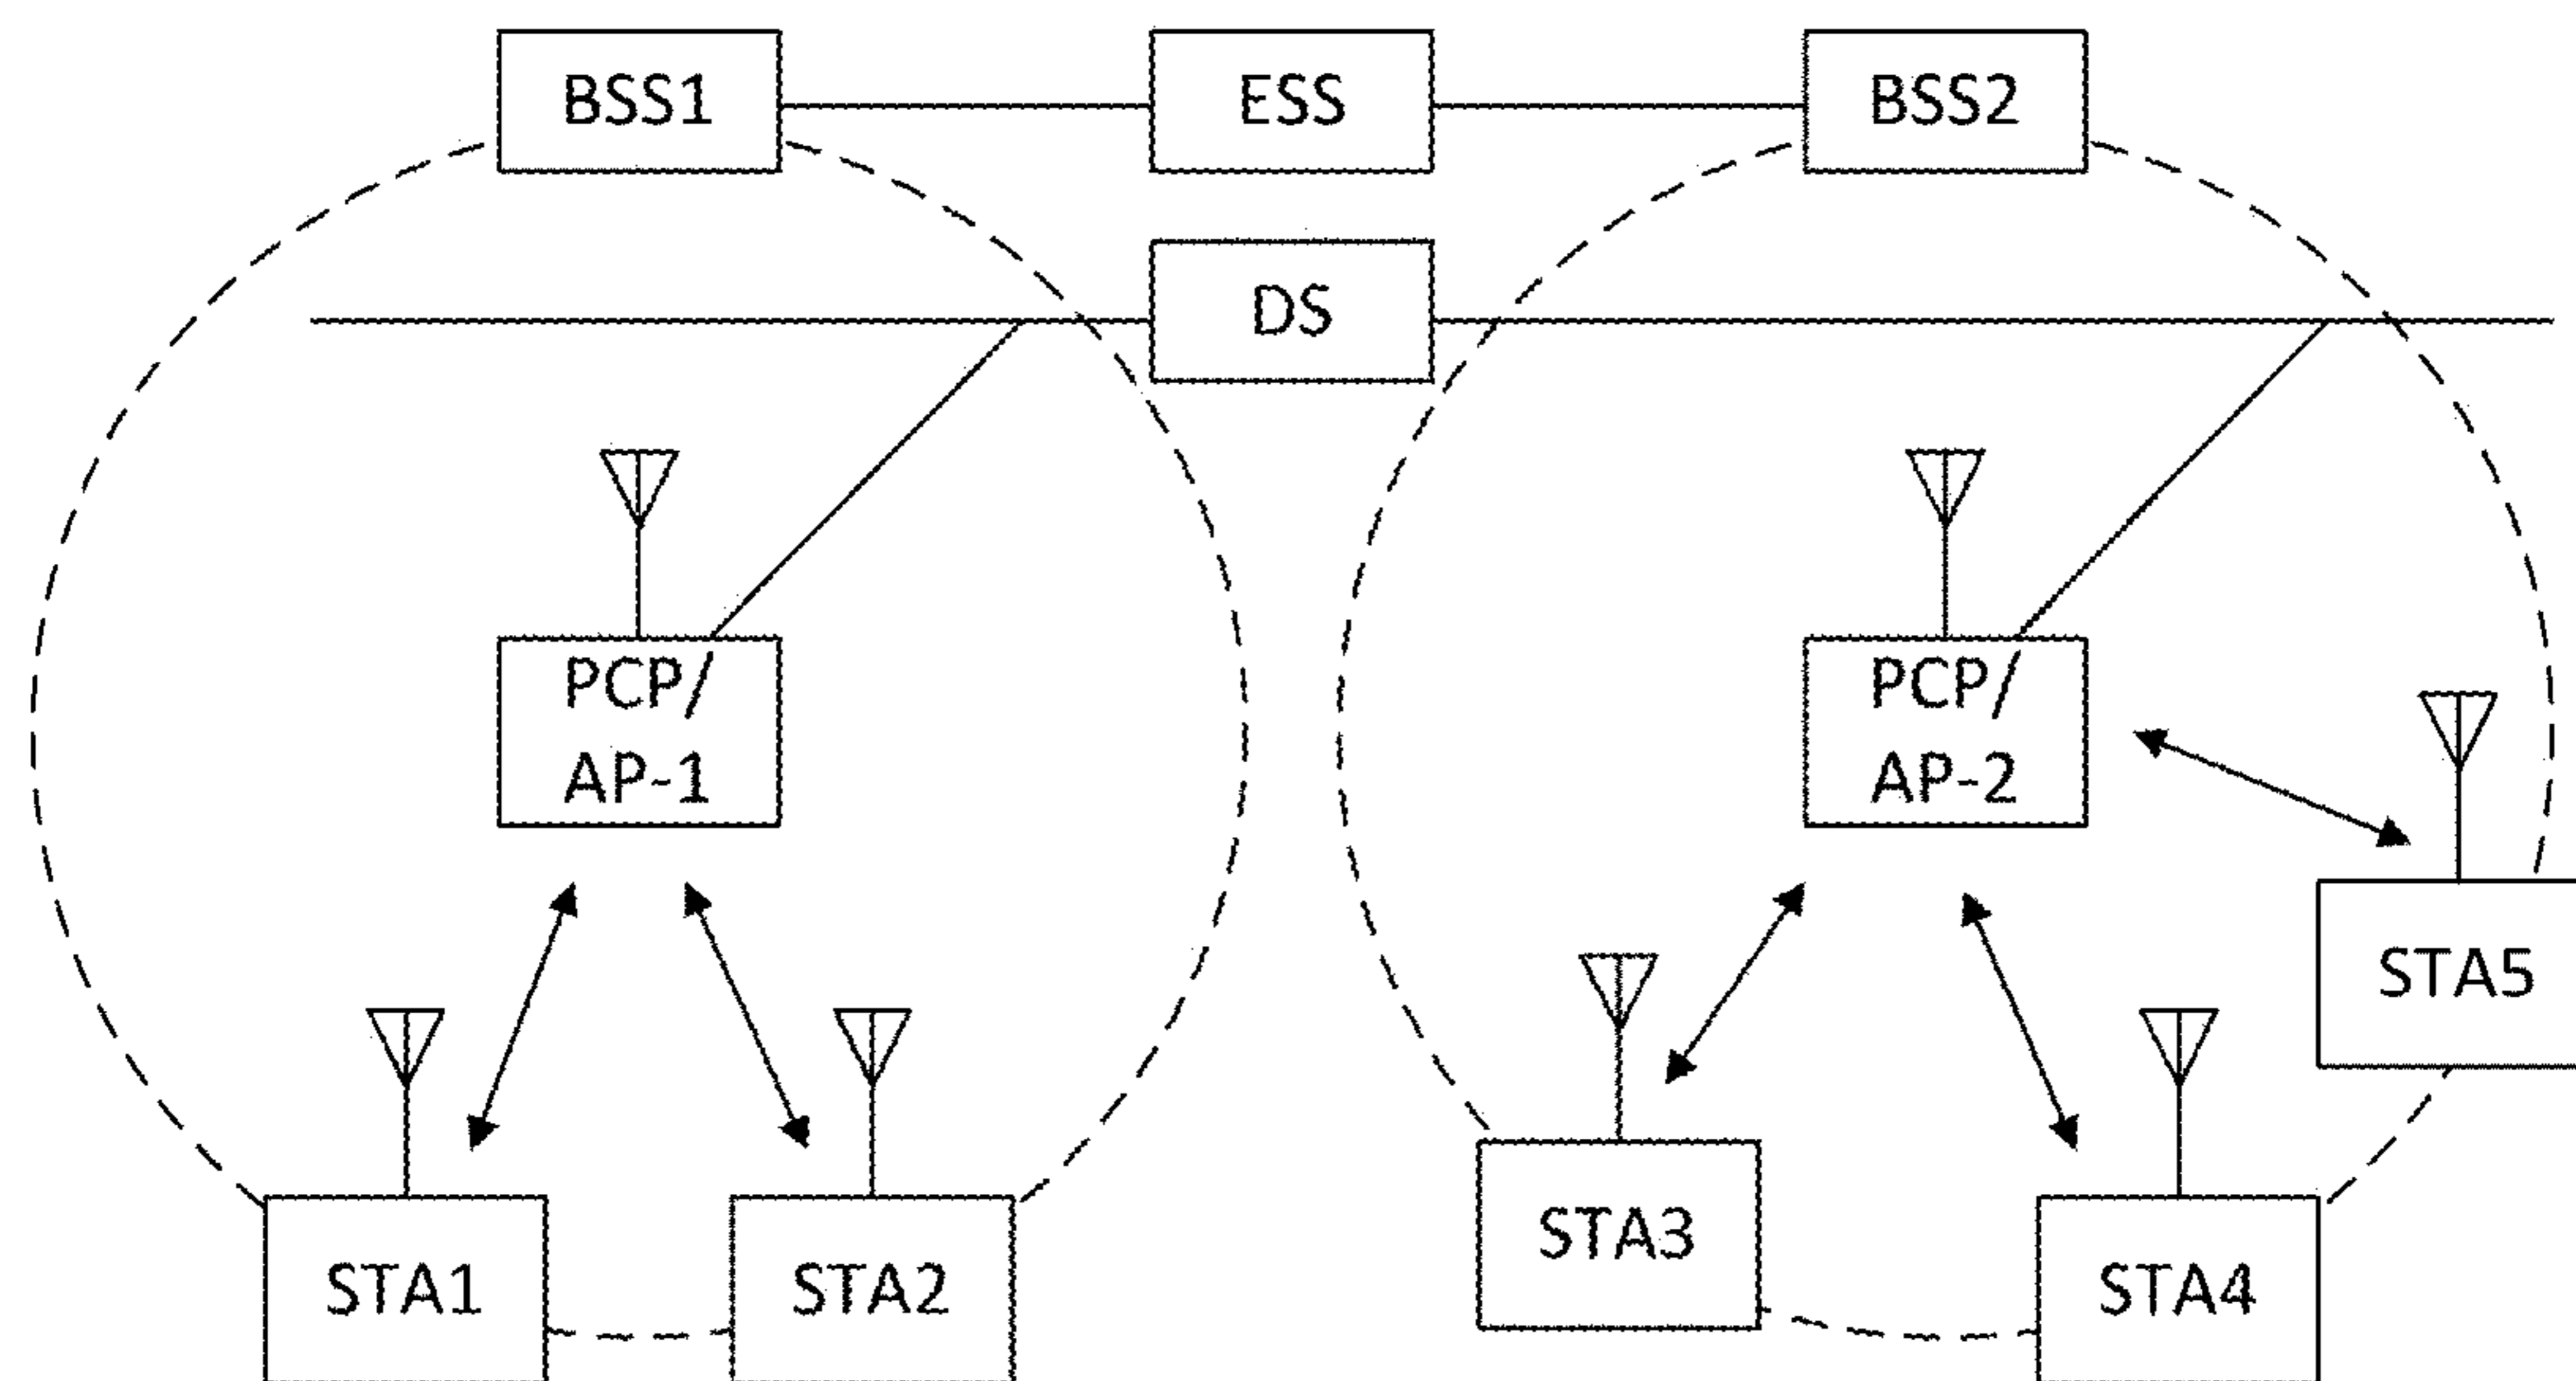 BSS1
ESS
BSS2
DS
PCP/
AP-1
PCP/
AP-2
STA5
STA3
STA1
STA2
STA4